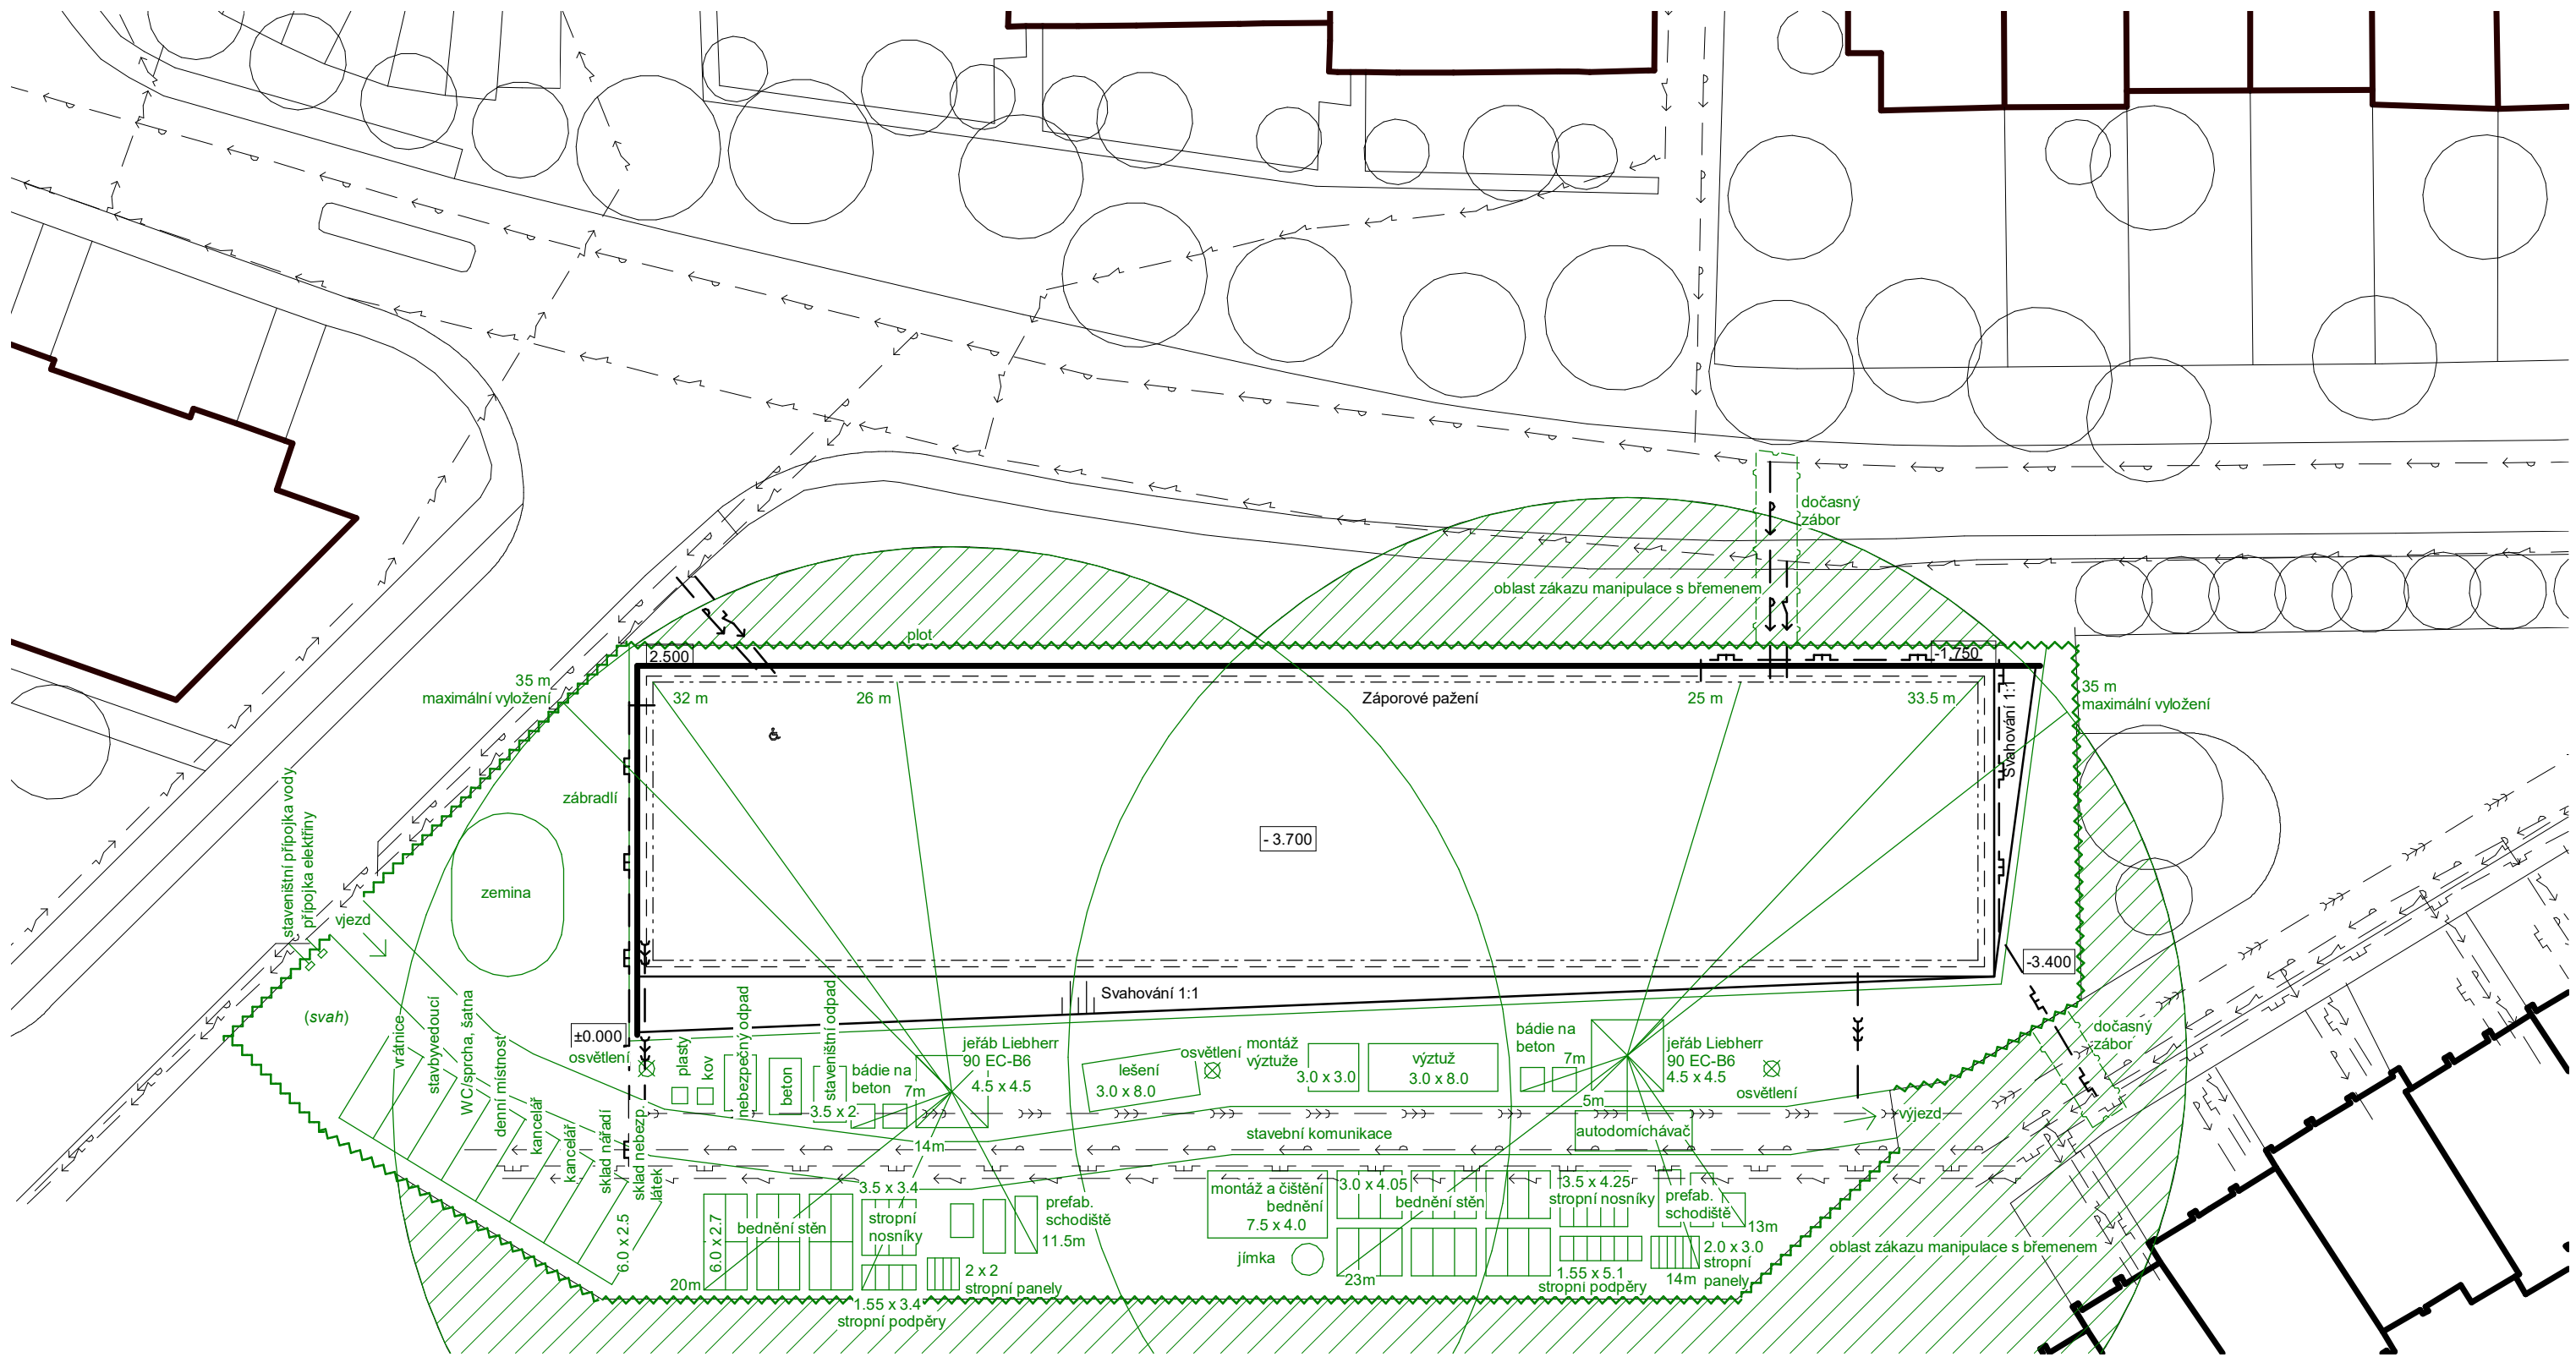 dočasný
zábor
oblast zákazu manipulace s břemenem
plot
2.500
-1,750
35 m
maximální vyložení
32 m
26 m
Záporové pažení
25 m
33.5 m
Svahování 1:1
35 m
maximální vyložení
zábradlí
staveništní přípojka vody
přípojka elektřiny
- 3.700
zemina
vjezd
-3.400
Svahování 1:1
(svah)
±0.000
osvětlení
vrátnice
stavbyvedoucí
WC/sprcha, šatna
denní místnost
kancelář
kancelář
sklad nářadí
sklad nebezp.
látek
6.0 x 2.5
plasty
kov
nebezpečný odpad
beton
staveništní odpad
3.5 x 2
bádie na
beton
7m
jeřáb Liebherr
90 EC-B6
4.5 x 4.5
lešení
3.0 x 8.0
osvětlení
montáž
výztuže
3.0 x 3.0
výztuž
3.0 x 8.0
bádie na
beton
7m
jeřáb Liebherr
90 EC-B6
4.5 x 4.5
osvětlení
5m
dočasný
zábor
výjezd
autodomíchávač
stavební komunikace
14m
3.5 x 3.4
6.0 x 2.7
bednění stěn
20m
stropní
nosníky
1.55 x 3.4
stropní podpěry
prefab.
schodiště
11.5m
2 x 2
stropní panely
montáž a čištění
bednění
7.5 x 4.0
jímka
3.0 x 4.05
bednění stěn
23m
3.5 x 4.25
stropní nosníky
1.55 x 5.1
stropní podpěry
prefab.
schodiště
13m
2.0 x 3.0
stropní
panely
14m
oblast zákazu manipulace s břemenem